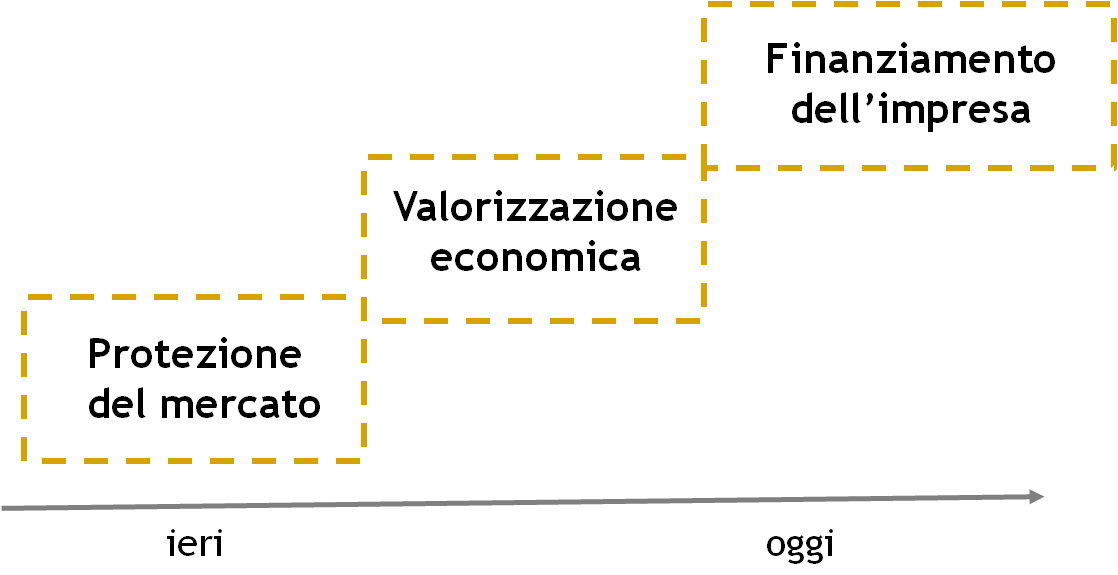 Finanziamento
dell’impresa
Valorizzazione
economica
Protezione
del mercato
ieri
oggi